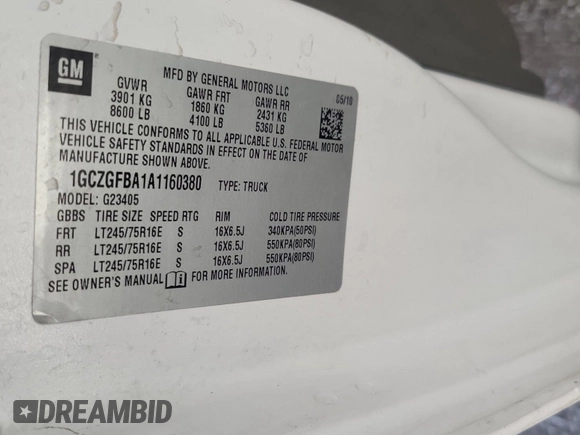 GM
MFD BY GENERAL MOTORS LLC
05/10
GVWR GAWR FRT GAWR RR
3901 KG 1860 KG 2431 KG
8600 LB 4100 LB 5360 LB
THIS VEHICLE CONFORMS TO ALL APPLICABLE U.S. FEDERAL MOTOR
VEHICLE SAFETY STANDARDS IN EFFECT ON THE DATE OF
MANUFACTURE SHOWN ABOVE.
1GCZGFBA1A1160380 TYPE: TRUCK
MODEL: G23405
GBBS TIRE SIZE SPEED RTG RIM COLD TIRE PRESSURE
FRT LT245/75R16E S 16X6.5J 340KPA(50PSI)
RR LT245/75R16E S 16X6.5J 550KPA(80PSI)
SPA LT245/75R16E S 16X6.5J 550KPA(80PSI)
SEE OWNER'S MANUAL FOR MORE INFORMATION.
DREAMBID